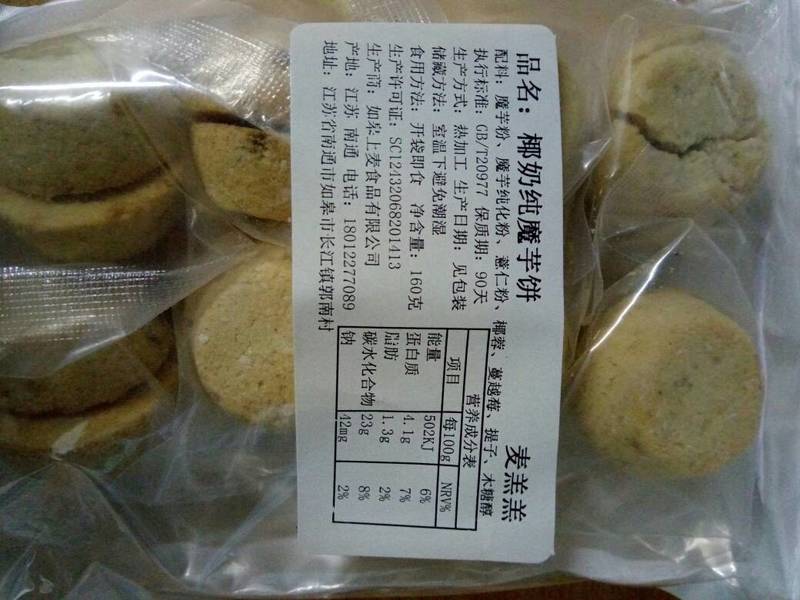 品名：椰奶纯魔芋饼 麦羔羔
配料：魔芋粉、魔芋纯化粉、薏仁粉、椰蓉、蔓越莓、提子、木糖醇
执行标准：GB/T20977 保质期：90天
生产方式：热加工 生产日期：见包装
储藏方法：室温下避免潮湿
食用方法：开袋即食 净含量：160克
生产许可证：SC12432068201413
生产商：如皋上麦食品有限公司
产地：江苏 南通 电话：18012277089
地址：江苏省南通市如皋市长江镇郭南村
营养成分表
项目 每100g NRV%
能量 502KJ 6%
蛋白质 4.1g 7%
脂肪 1.3g 2%
碳水化合物 23g 8%
钠 42mg 2%